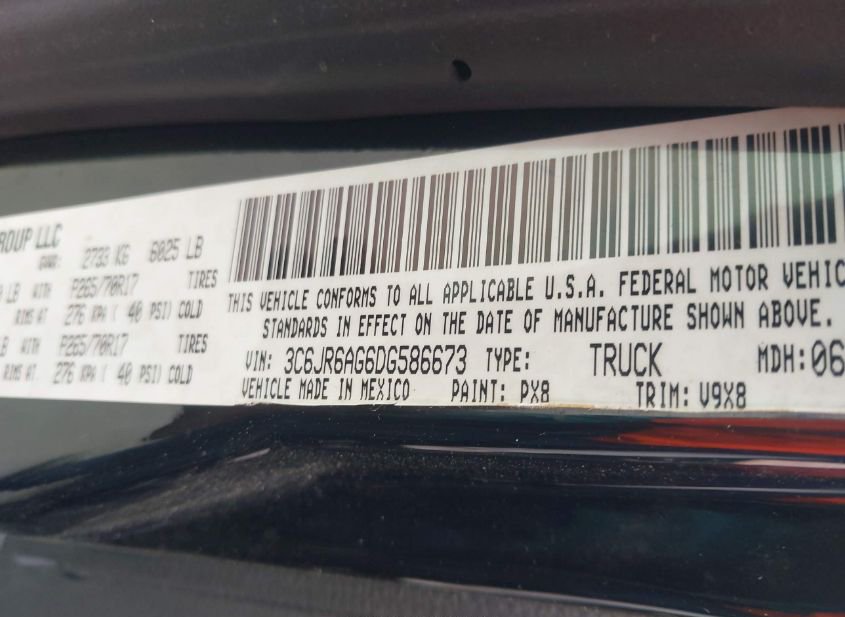 ROUP LLC
GVWR: 2733 KG 6025 LB
LB WITH P265/70R17 TIRES
RIMS AT 276 KPA ( 40 PSI) COLD
LB WITH P265/70R17 TIRES
RIMS AT 276 KPA ( 40 PSI) COLD
THIS VEHICLE CONFORMS TO ALL APPLICABLE U.S.A. FEDERAL MOTOR VEHIC
STANDARDS IN EFFECT ON THE DATE OF MANUFACTURE SHOWN ABOVE.
VIN: 3C6JR6AG6DG586673 TYPE: TRUCK MDH: 06
VEHICLE MADE IN MEXICO PAINT: PX8 TRIM: V9X8